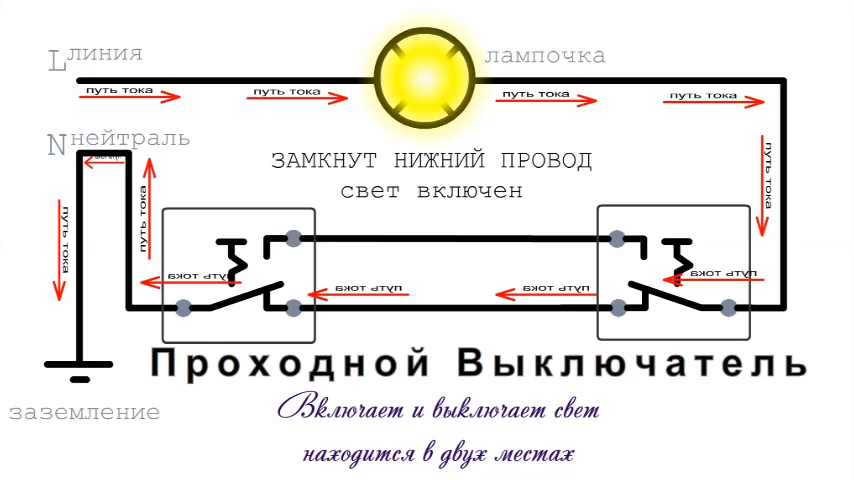 L линия
лампочка
путь тока
путь тока
путь тока
путь тока
N нейтраль
ЗАМКНУТ НИЖНИЙ ПРОВОД
свет включен
путь тока
путь тока
путь тока
путь тока
путь тока
путь тока
путь тока
путь тока
Проходной Выключатель
заземление
Включает и выключает свет
находится в двух местах